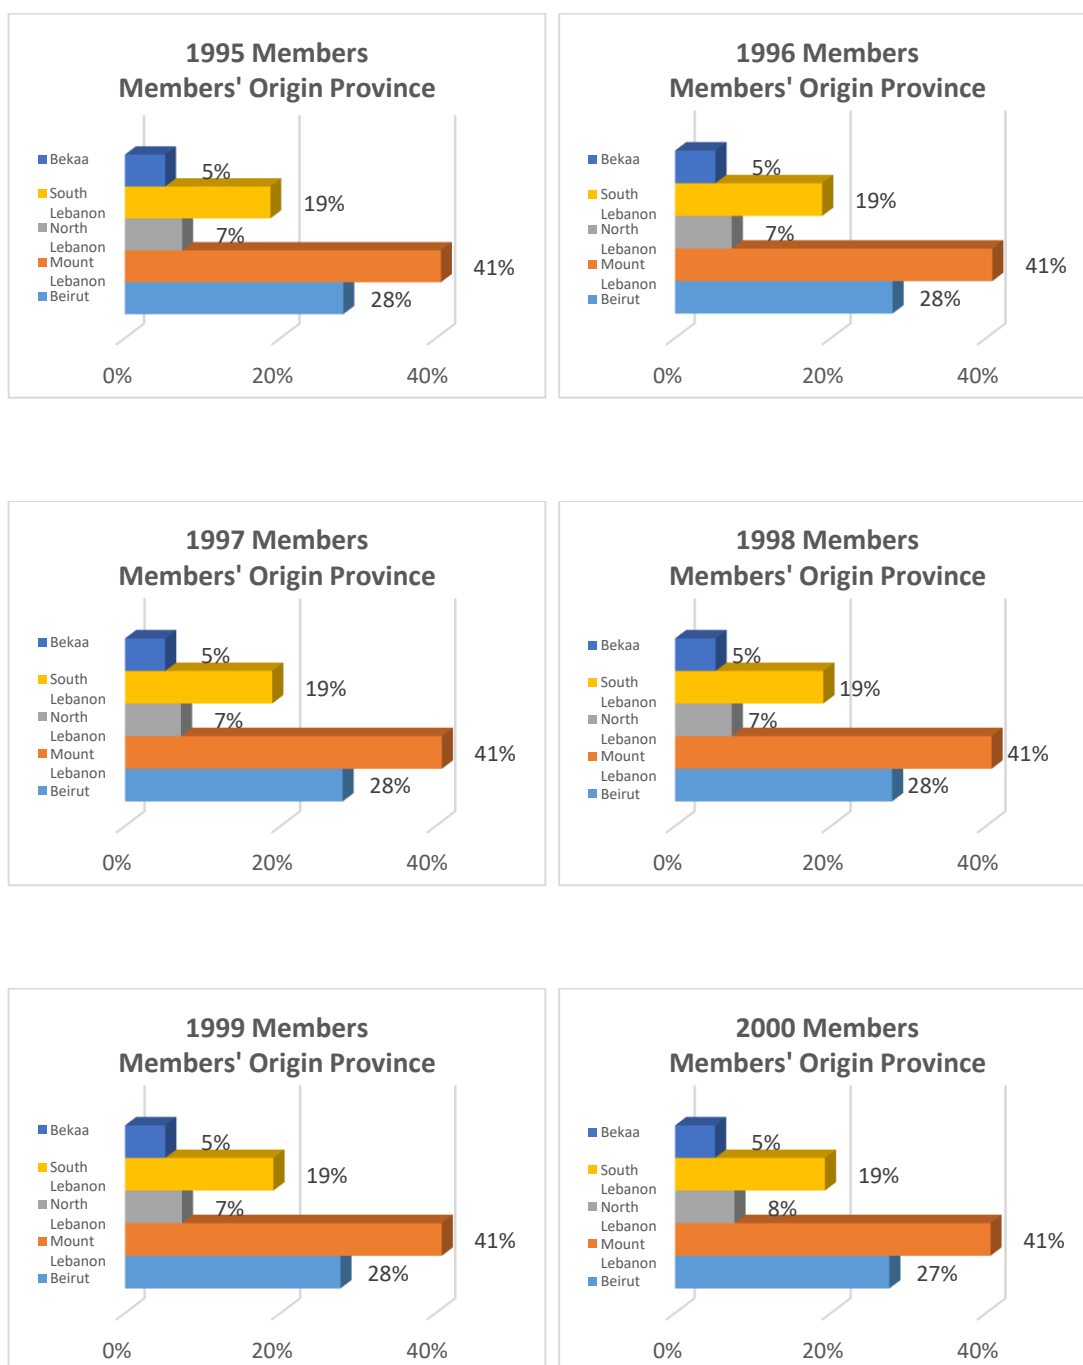 1995 Members
Members' Origin Province
Bekaa
5%
South
Lebanon
19%
North
Lebanon
7%
Mount
Lebanon
41%
Beirut
28%
0% 20% 40%
1996 Members
Members' Origin Province
Bekaa
5%
South
Lebanon
19%
North
Lebanon
7%
Mount
Lebanon
41%
Beirut
28%
0% 20% 40%
1997 Members
Members' Origin Province
Bekaa
5%
South
Lebanon
19%
North
Lebanon
7%
Mount
Lebanon
41%
Beirut
28%
0% 20% 40%
1998 Members
Members' Origin Province
Bekaa
5%
South
Lebanon
19%
North
Lebanon
7%
Mount
Lebanon
41%
Beirut
28%
0% 20% 40%
1999 Members
Members' Origin Province
Bekaa
5%
South
Lebanon
19%
North
Lebanon
7%
Mount
Lebanon
41%
Beirut
28%
0% 20% 40%
2000 Members
Members' Origin Province
Bekaa
5%
South
Lebanon
19%
North
Lebanon
8%
Mount
Lebanon
41%
Beirut
27%
0% 20% 40%